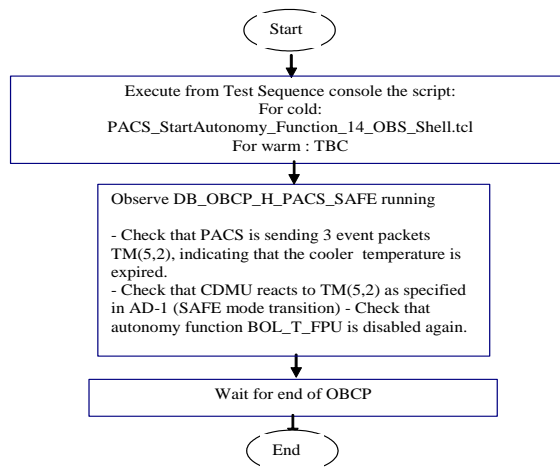 Start
Execute from Test Sequence console the script:
For cold:
PACS_StartAutonomy_Function_14_OBS_Shell.tcl
For warm : TBC
Observe DB_OBCP_H_PACS_SAFE running
- Check that PACS is sending 3 event packets
TM(5,2), indicating that the cooler temperature is
expired.
- Check that CDMU reacts to TM(5,2) as specified
in AD-1 (SAFE mode transition) - Check that
autonomy function BOL_T_FPU is disabled again.
Wait for end of OBCP
End